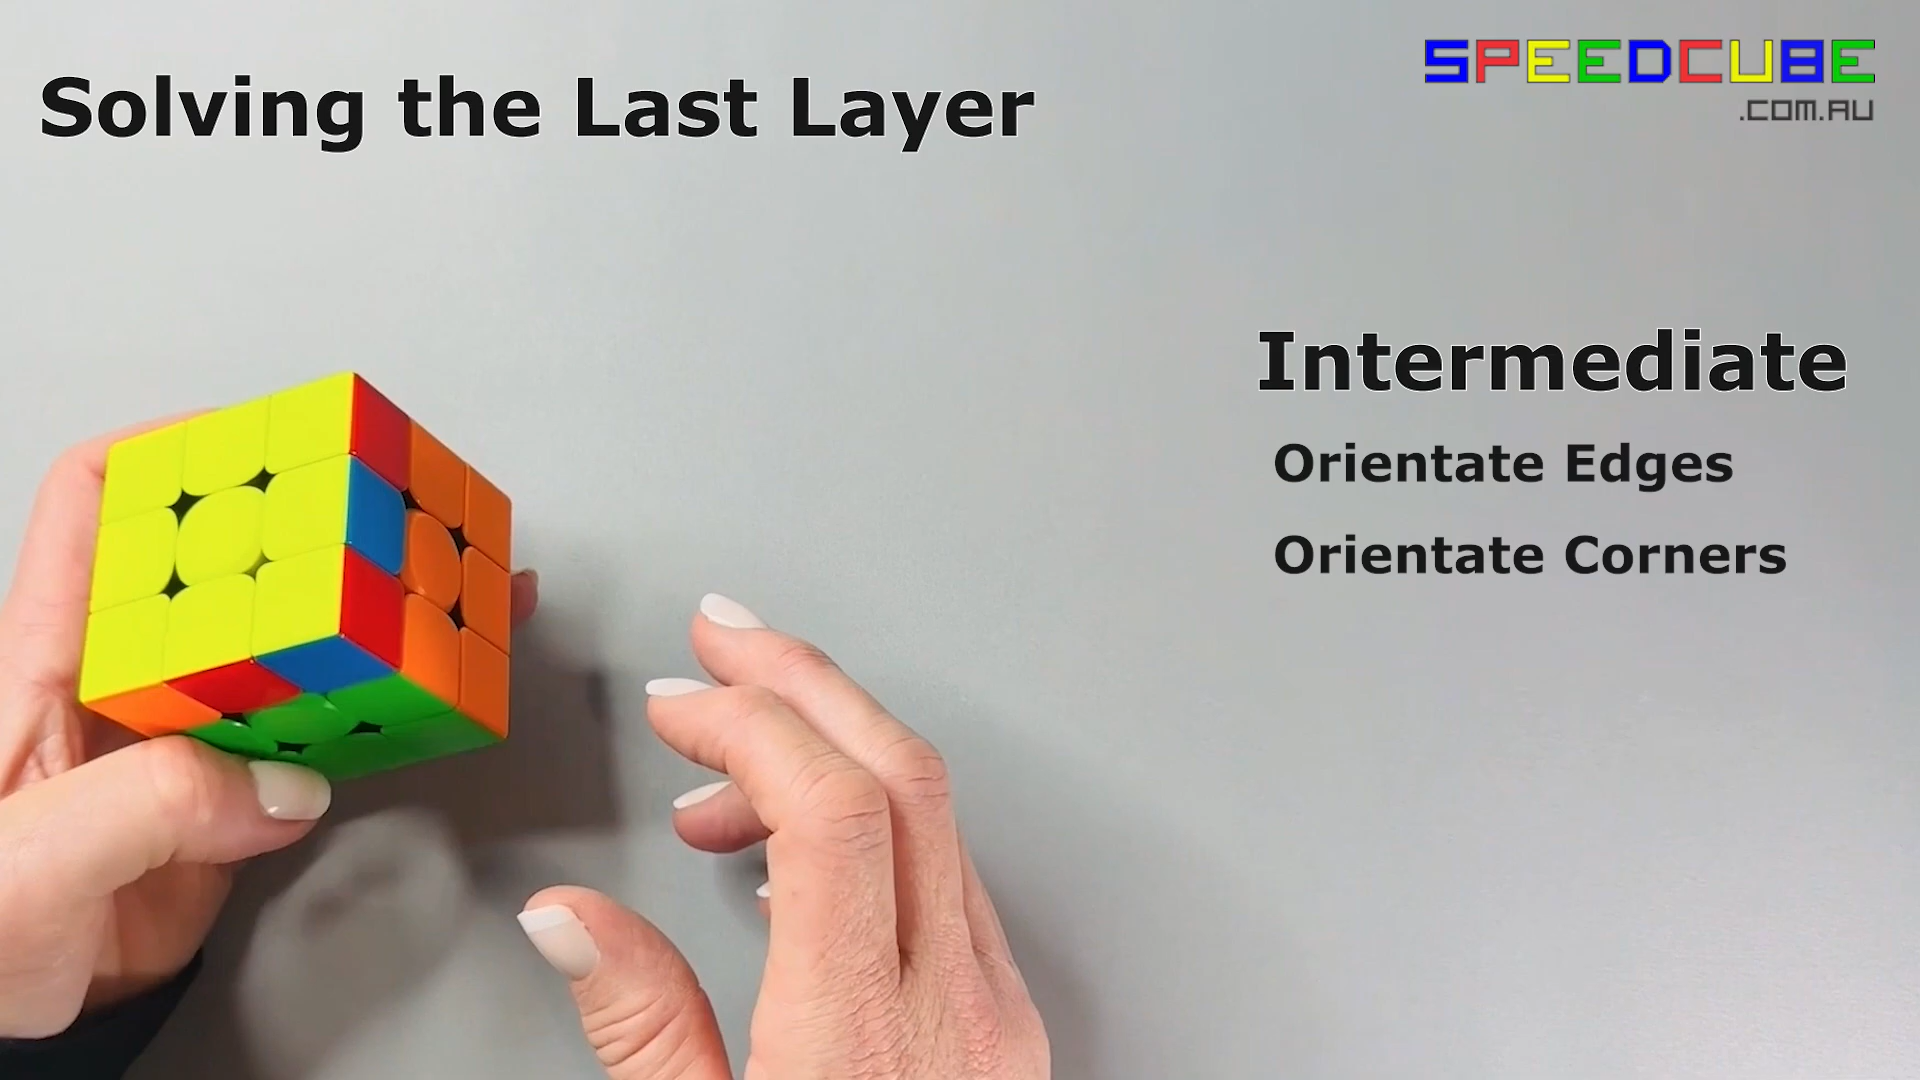 Solving the Last Layer
SPEEDCUBE
.COM.AU
Intermediate
Orientate Edges
Orientate Corners